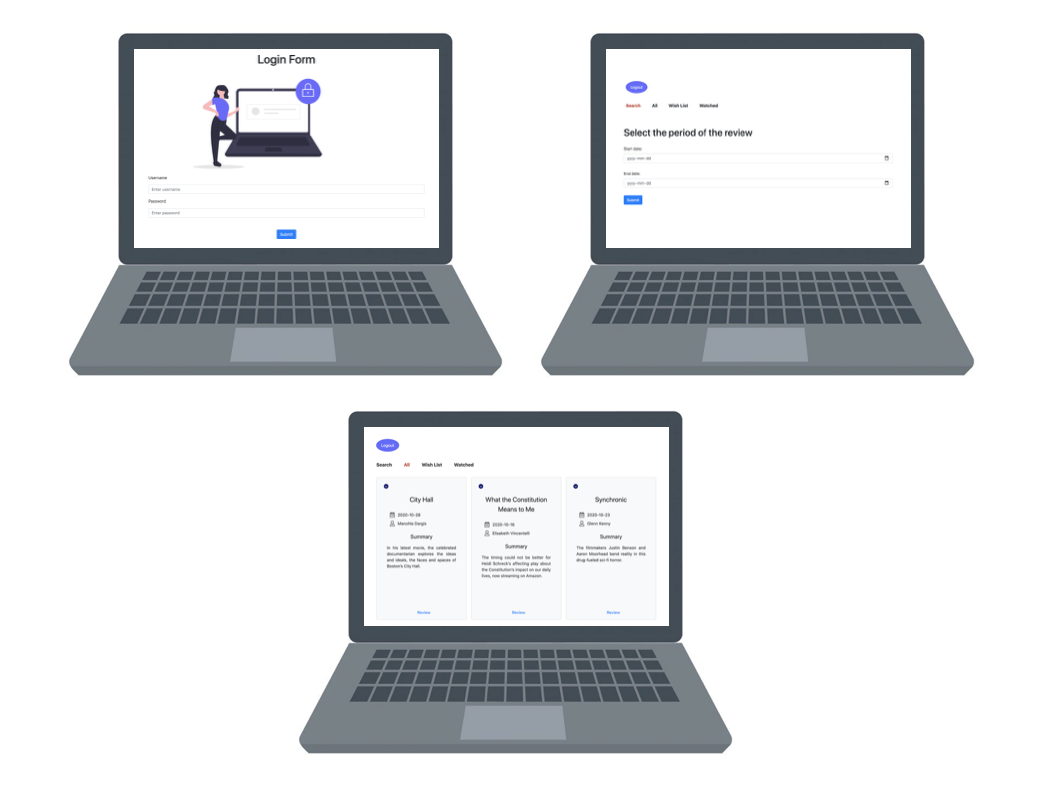 Login Form
Username
Enter username
Password
Enter password
Submit
Logout
Search All Wish List Watched
Select the period of the review
Start date:
yyyy-mm-dd
End date:
yyyy-mm-dd
Submit
Logout
Search All Wish List Watched
City Hall
2020-10-28
Manohla Dargis
Summary
In his latest movie, the celebrated
documentarian explores the ideas
and ideals, the faces and spaces of
Boston's City Hall.
Review
What the Constitution
Means to Me
2020-10-16
Elisabeth Vincentelli
Summary
The timing could not be better for
Heidi Schreck's affecting play about
the Constitution's impact on our daily
lives, now streaming on Amazon.
Review
Synchronic
2020-10-23
Glenn Kenny
Summary
The filmmakers Justin Benson and
Aaron Moorhead bend reality in this
drug-fueled sci-fi horror.
Review